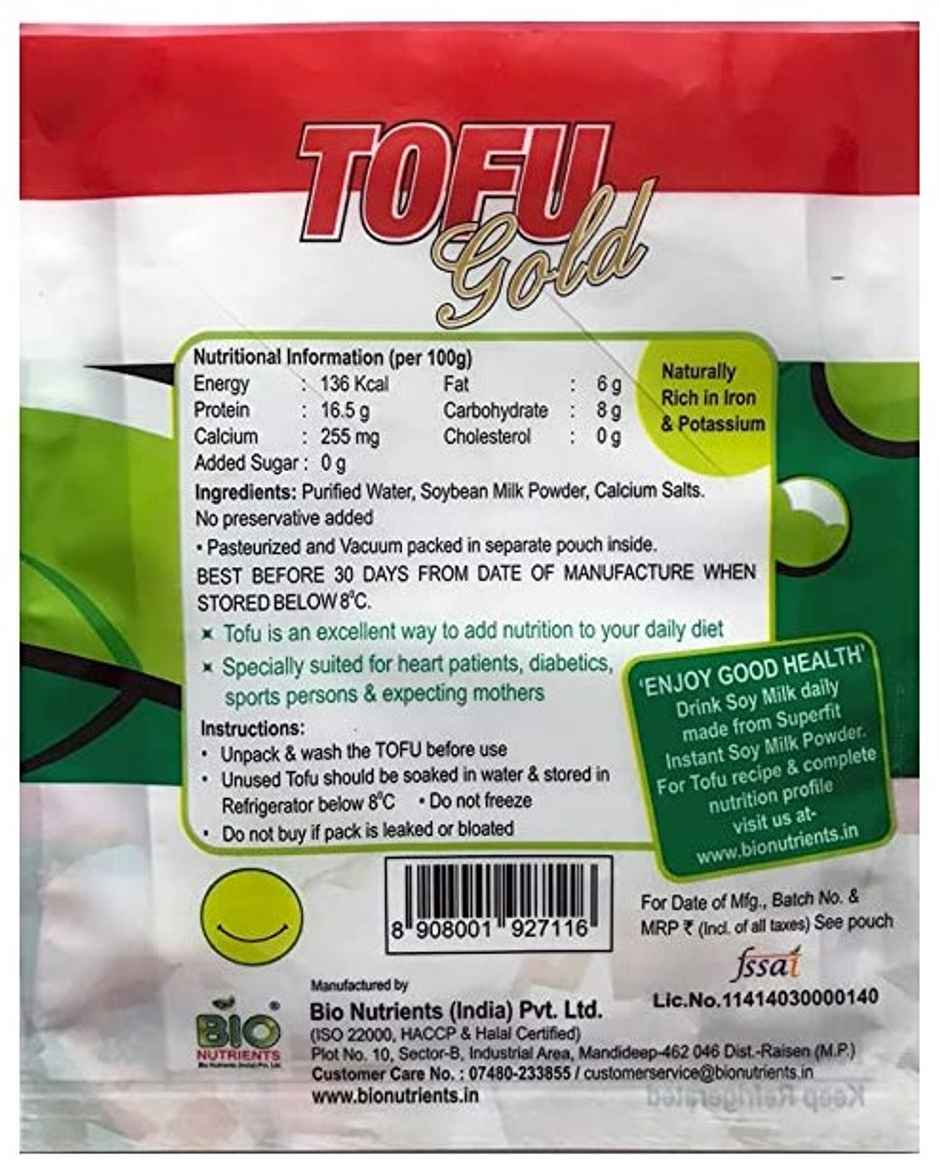 TOFU
Gold
Nutritional Information (per 100g)
Energy : 136 Kcal Fat : 6 g
Protein : 16.5 g Carbohydrate : 8 g
Calcium : 255 mg Cholesterol : 0 g
Added Sugar : 0 g
Naturally
Rich in Iron
& Potassium
Ingredients: Purified Water, Soybean Milk Powder, Calcium Salts.
No preservative added
• Pasteurized and Vacuum packed in separate pouch inside.
BEST BEFORE 30 DAYS FROM DATE OF MANUFACTURE WHEN
STORED BELOW 8°C.
Tofu is an excellent way to add nutrition to your daily diet
Specially suited for heart patients, diabetics,
sports persons & expecting mothers
Instructions:
• Unpack & wash the TOFU before use
• Unused Tofu should be soaked in water & stored in
Refrigerator below 8°C • Do not freeze
• Do not buy if pack is leaked or bloated
'ENJOY GOOD HEALTH'
Drink Soy Milk daily
made from Superfit
Instant Soy Milk Powder.
For Tofu recipe & complete
nutrition profile
visit us at-
www.bionutrients.in
8 908001 927116
For Date of Mfg., Batch No. &
MRP ₹ (Incl. of all taxes) See pouch
fssai
Lic.No.11414030000140
BIO ®
NUTRIENTS
Bio Nutrients (India) Pvt. Ltd.
Manufactured by
Bio Nutrients (India) Pvt. Ltd.
(ISO 22000, HACCP & Halal Certified)
Plot No. 10, Sector-B, Industrial Area, Mandideep-462 046 Dist.-Raisen (M.P.)
Customer Care No. : 07480-233855 / customerservice@bionutrients.in
www.bionutrients.in
Keep Refrigerated